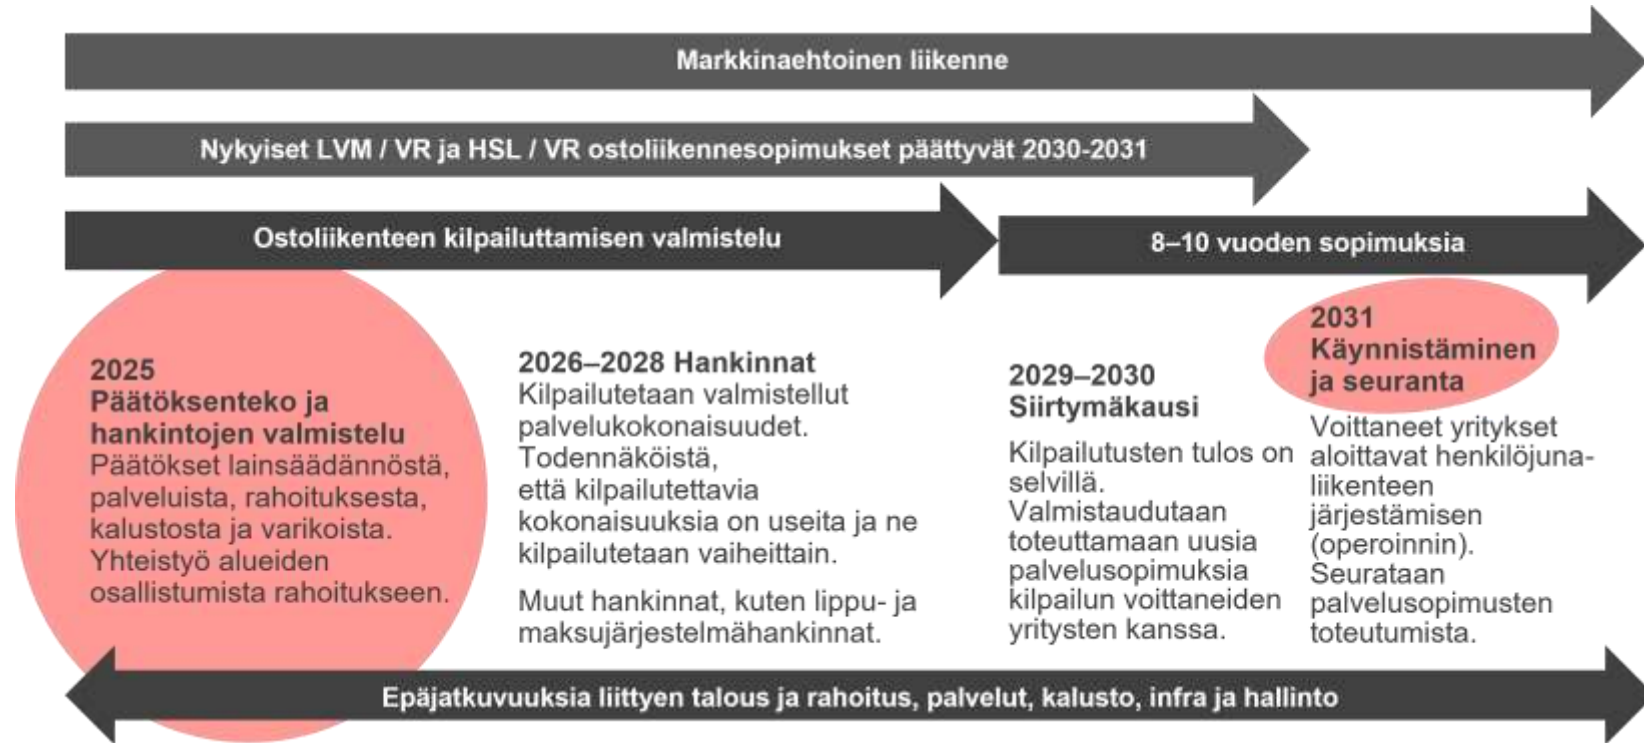 Markkinaehtoinen liikenne
Nykyiset LVM / VR ja HSL / VR ostoliikennesopimukset päättyvät 2030-2031
Ostoliikenteen kilpailuttamisen valmistelu
8–10 vuoden sopimuksia
2025
Päätöksenteko ja
hankintojen valmistelu
Päätökset lainsäädännöstä,
palveluista, rahoituksesta,
kalustosta ja varikoista.
Yhteistyö alueiden
osallistumista rahoitukseen.
2026–2028 Hankinnat
Kilpailutetaan valmistellut
palvelukokonaisuudet.
Todennäköistä,
että kilpailutettavia
kokonaisuuksia on useita ja ne
kilpailutetaan vaiheittain.
Muut hankinnat, kuten lippu- ja
maksujärjestelmähankinnat.
2029–2030
Siirtymäkausi
Kilpailutusten tulos on
selvillä.
Valmistaudutaan
toteuttamaan uusia
palvelusopimuksia
kilpailun voittaneiden
yritysten kanssa.
2031
Käynnistäminen
ja seuranta
Voittaneet yritykset
aloittavat henkilöjuna-
liikenteen
järjestämisen
(operoinnin).
Seurataan
palvelusopimusten
toteutumista.
Epäjatkuvuuksia liittyen talous ja rahoitus, palvelut, kalusto, infra ja hallinto